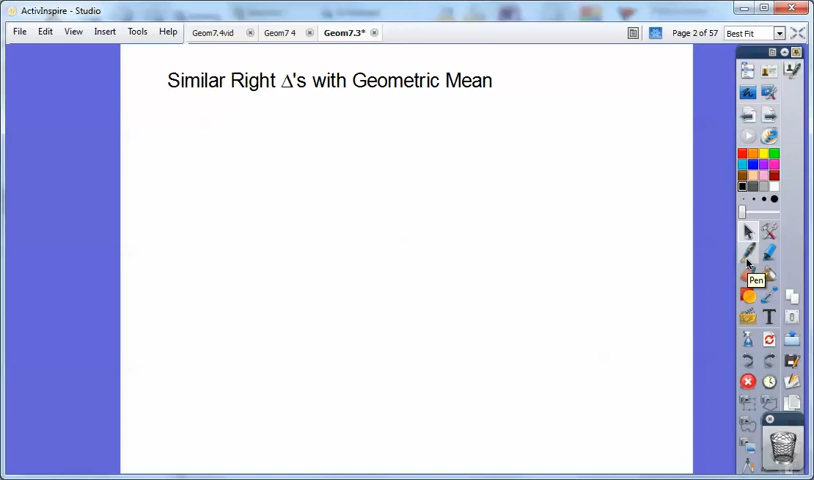 ActivInspire - Studio
File Edit View Insert Tools Help Geom7.4vid Geom7 4 Geom7.3* Page 2 of 57 Best Fit
Similar Right ∆'s with Geometric Mean
T
Pen